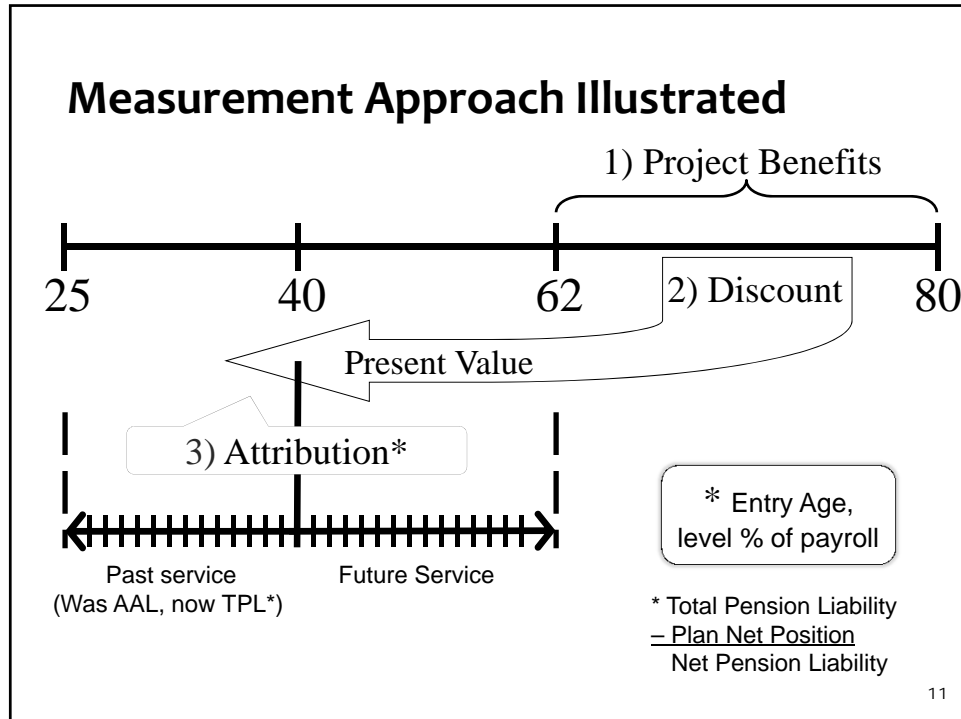 Measurement Approach Illustrated
1) Project Benefits
25 40 62 80
2) Discount
Present Value
3) Attribution*
* Entry Age,
level % of payroll
Past service
(Was AAL, now TPL*)
Future Service
* Total Pension Liability
– Plan Net Position
Net Pension Liability
11